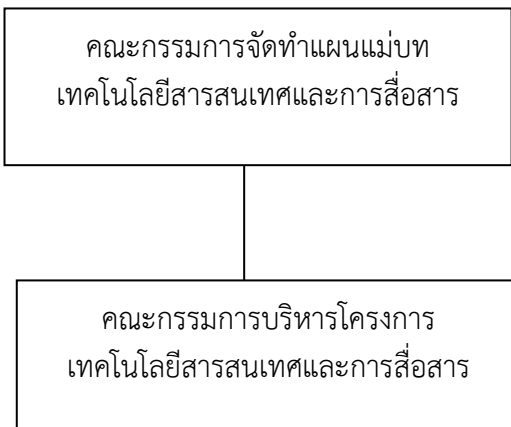 คณะกรรมการจัดทำแผนแม่บท
เทคโนโลยีสารสนเทศและการสื่อสาร
คณะกรรมการบริหารโครงการ
เทคโนโลยีสารสนเทศและการสื่อสาร